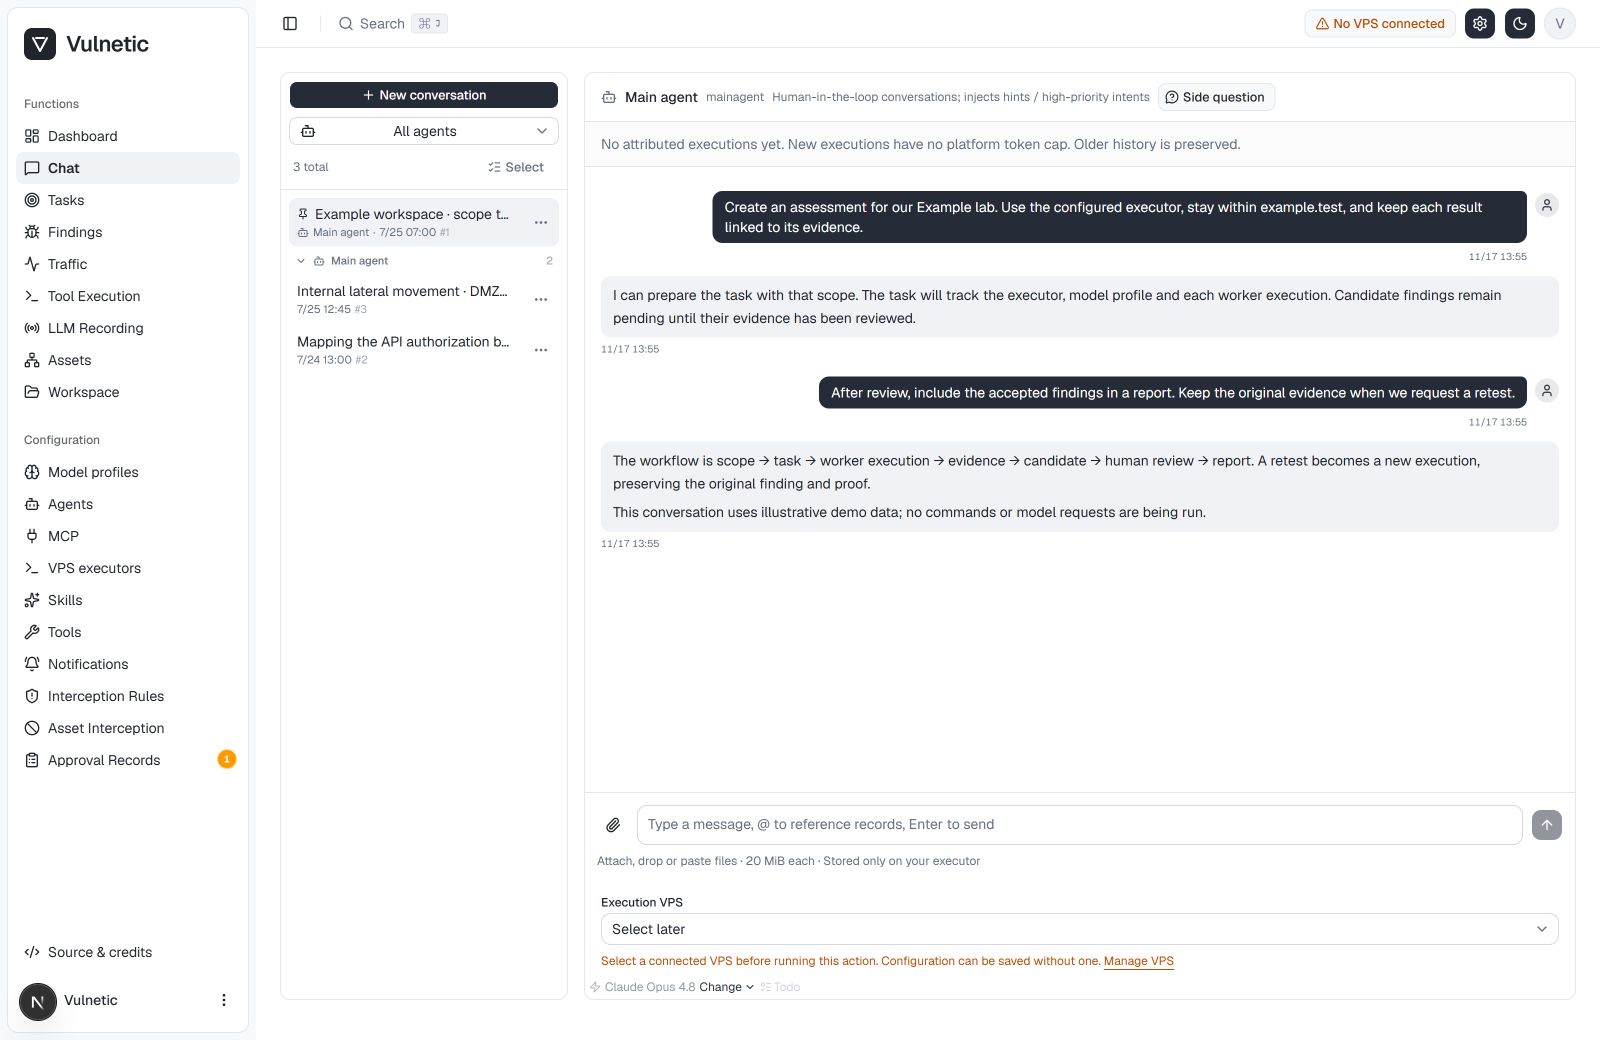 Vulnetic
Functions
Dashboard
Chat
Tasks
Findings
Traffic
Tool Execution
LLM Recording
Assets
Workspace
Configuration
Model profiles
Agents
MCP
VPS executors
Skills
Tools
Notifications
Interception Rules
Asset Interception
Approval Records
1
Source & credits
N
Vulnetic
Search
⌘ J
No VPS connected
V
+ New conversation
All agents
3 total
Select
Example workspace · scope t...
Main agent · 7/25 07:00 #1
Main agent
2
Internal lateral movement · DMZ...
7/25 12:45 #3
Mapping the API authorization b...
7/24 13:00 #2
Main agent mainagent Human-in-the-loop conversations; injects hints / high-priority intents Side question
No attributed executions yet. New executions have no platform token cap. Older history is preserved.
Create an assessment for our Example lab. Use the configured executor, stay within example.test, and keep each result
linked to its evidence.
11/17 13:55
I can prepare the task with that scope. The task will track the executor, model profile and each worker execution. Candidate findings remain
pending until their evidence has been reviewed.
11/17 13:55
After review, include the accepted findings in a report. Keep the original evidence when we request a retest.
11/17 13:55
The workflow is scope → task → worker execution → evidence → candidate → human review → report. A retest becomes a new execution,
preserving the original finding and proof.
This conversation uses illustrative demo data; no commands or model requests are being run.
11/17 13:55
Type a message, @ to reference records, Enter to send
Attach, drop or paste files · 20 MiB each · Stored only on your executor
Execution VPS
Select later
Select a connected VPS before running this action. Configuration can be saved without one. Manage VPS
Claude Opus 4.8 Change Todo